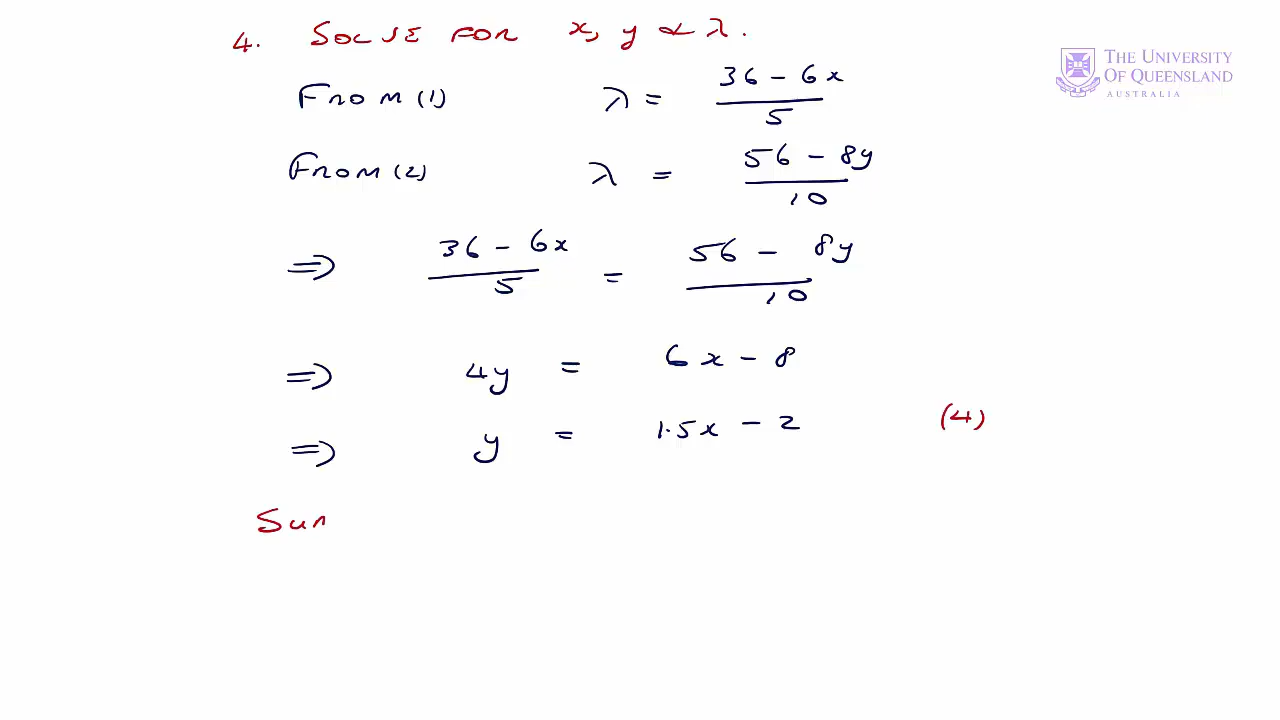 4. SOLVE FOR x, y & λ.
THE UNIVERSITY
OF QUEENSLAND
AUSTRALIA
FROM (1) λ = (36 - 6x)/5
FROM (2) λ = (56 - 8y)/10
⇒ (36 - 6x)/5 = (56 - 8y)/10
⇒ 4y = 6x - 8
⇒ y = 1.5x - 2 (4)